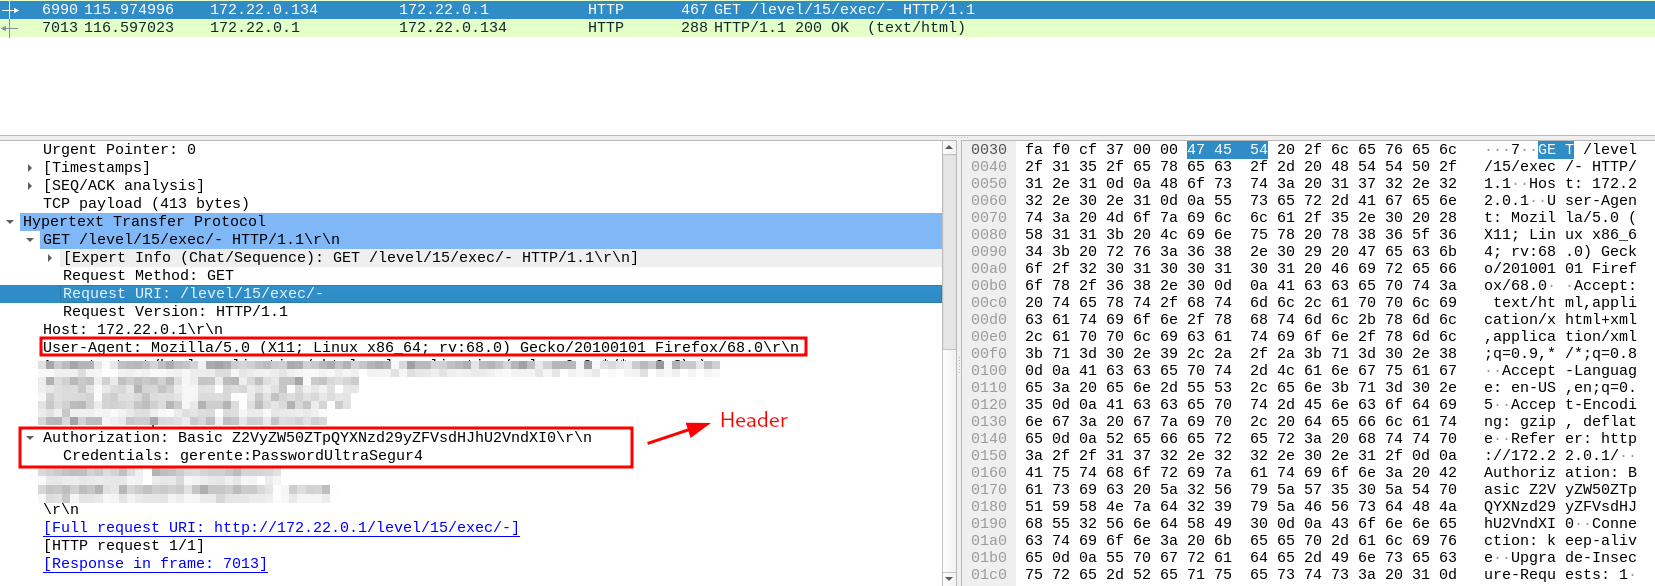 6990 115.974996 172.22.0.134 172.22.0.1 HTTP 467 GET /level/15/exec/- HTTP/1.1
7013 116.597023 172.22.0.1 172.22.0.134 HTTP 288 HTTP/1.1 200 OK (text/html)
Urgent Pointer: 0
[Timestamps]
[SEQ/ACK analysis]
TCP payload (413 bytes)
Hypertext Transfer Protocol
GET /level/15/exec/- HTTP/1.1\r\n
[Expert Info (Chat/Sequence): GET /level/15/exec/- HTTP/1.1\r\n]
Request Method: GET
Request URI: /level/15/exec/-
Request Version: HTTP/1.1
Host: 172.22.0.1\r\n
User-Agent: Mozilla/5.0 (X11; Linux x86_64; rv:68.0) Gecko/20100101 Firefox/68.0\r\n
Authorization: Basic Z2VyZW50ZTpQYXNzd29yZFVsdHJhU2VndXI0\r\n
Credentials: gerente:PasswordUltraSegur4
\r\n
[Full request URI: http://172.22.0.1/level/15/exec/-]
[HTTP request 1/1]
[Response in frame: 7013]
Header
0030 fa f0 cf 37 00 00 47 45 54 20 2f 6c 65 76 65 6c ···7··GE T /level
0040 2f 31 35 2f 65 78 65 63 2f 2d 20 48 54 54 50 2f /15/exec /- HTTP/
0050 31 2e 31 0d 0a 48 6f 73 74 3a 20 31 37 32 2e 32 1.1··Hos t: 172.2
0060 32 2e 30 2e 31 0d 0a 55 73 65 72 2d 41 67 65 6e 2.0.1··U ser-Agen
0070 74 3a 20 4d 6f 7a 69 6c 6c 61 2f 35 2e 30 20 28 t: Mozil la/5.0 (
0080 58 31 31 3b 20 4c 69 6e 75 78 20 78 38 36 5f 36 X11; Lin ux x86_6
0090 34 3b 20 72 76 3a 36 38 2e 30 29 20 47 65 63 6b 4; rv:68 .0) Geck
00a0 6f 2f 32 30 31 30 30 31 30 31 20 46 69 72 65 66 o/201001 01 Firef
00b0 6f 78 2f 36 38 2e 30 0d 0a 41 63 63 65 70 74 3a ox/68.0· ·Accept:
00c0 20 74 65 78 74 2f 68 74 6d 6c 2c 61 70 70 6c 69 text/ht ml,appli
00d0 63 61 74 69 6f 6e 2f 78 68 74 6d 6c 2b 78 6d 6c cation/x html+xml
00e0 2c 61 70 70 6c 69 63 61 74 69 6f 6e 2f 78 6d 6c ,applica tion/xml
00f0 3b 71 3d 30 2e 39 2c 2a 2f 2a 3b 71 3d 30 2e 38 ;q=0.9,* /*;q=0.8
0100 0d 0a 41 63 63 65 70 74 2d 4c 61 6e 67 75 61 67 ··Accept -Languag
0110 65 3a 20 65 6e 2d 55 53 2c 65 6e 3b 71 3d 30 2e e: en-US ,en;q=0.
0120 35 0d 0a 41 63 63 65 70 74 2d 45 6e 63 6f 64 69 5··Accep t-Encodi
0130 6e 67 3a 20 67 7a 69 70 2c 20 64 65 66 6c 61 74 ng: gzip , deflat
0140 65 0d 0a 52 65 66 65 72 65 72 3a 20 68 74 74 70 e··Refer er: http
0150 3a 2f 2f 31 37 32 2e 32 32 2e 30 2e 31 2f 0d 0a ://172.2 2.0.1/··
0160 41 75 74 68 6f 72 69 7a 61 74 69 6f 6e 3a 20 42 Authoriz ation: B
0170 61 73 69 63 20 5a 32 56 79 5a 57 35 30 5a 54 70 asic Z2V yZW50ZTp
0180 51 59 58 4e 7a 64 32 39 79 5a 46 56 73 64 48 4a QYXNzd29 yZFVsdHJ
0190 68 55 32 56 6e 64 58 49 30 0d 0a 43 6f 6e 6e 65 hU2VndXI 0··Conne
01a0 63 74 69 6f 6e 3a 20 6b 65 65 70 2d 61 6c 69 76 ction: k eep-aliv
01b0 65 0d 0a 55 70 67 72 61 64 65 2d 49 6e 73 65 63 e··Upgra de-Insec
01c0 75 72 65 2d 52 65 71 75 65 73 74 73 3a 20 31 0d ure-Requ ests: 1·